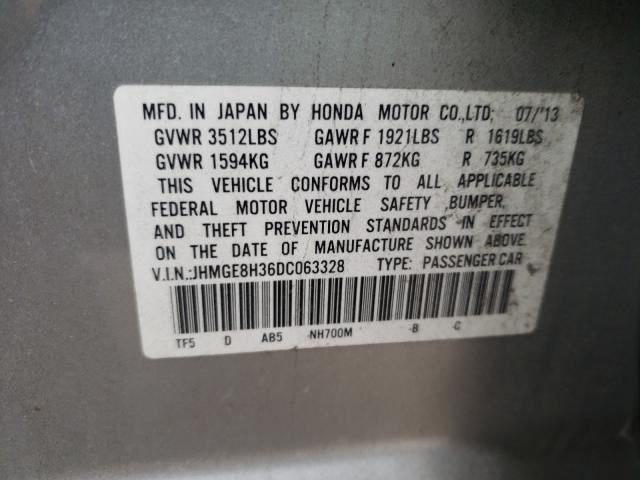 MFD. IN JAPAN BY HONDA MOTOR CO.,LTD; 07/'13
GVWR 3512LBS GAWR F 1921LBS R 1619LBS
GVWR 1594KG GAWR F 872KG R 735KG
THIS VEHICLE CONFORMS TO ALL APPLICABLE
FEDERAL MOTOR VEHICLE SAFETY ,BUMPER,
AND THEFT PREVENTION STANDARDS IN EFFECT
ON THE DATE OF MANUFACTURE SHOWN ABOVE.
V.I.N.:JHMGE8H36DC063328 TYPE: PASSENGER CAR
TF5 D AB5 NH700M B C